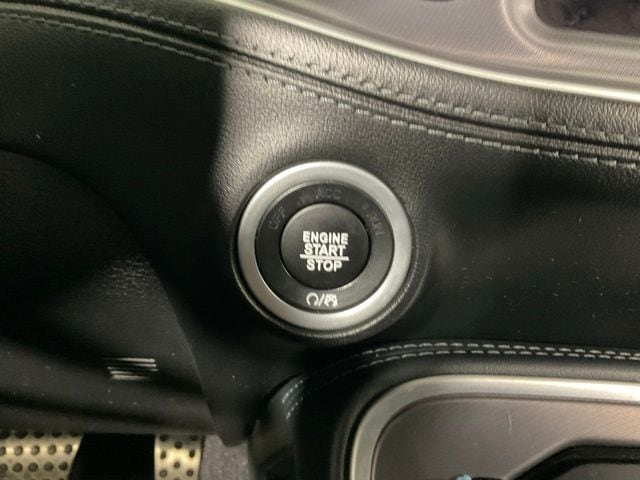 OFF ACC RUN
ENGINE
START
STOP